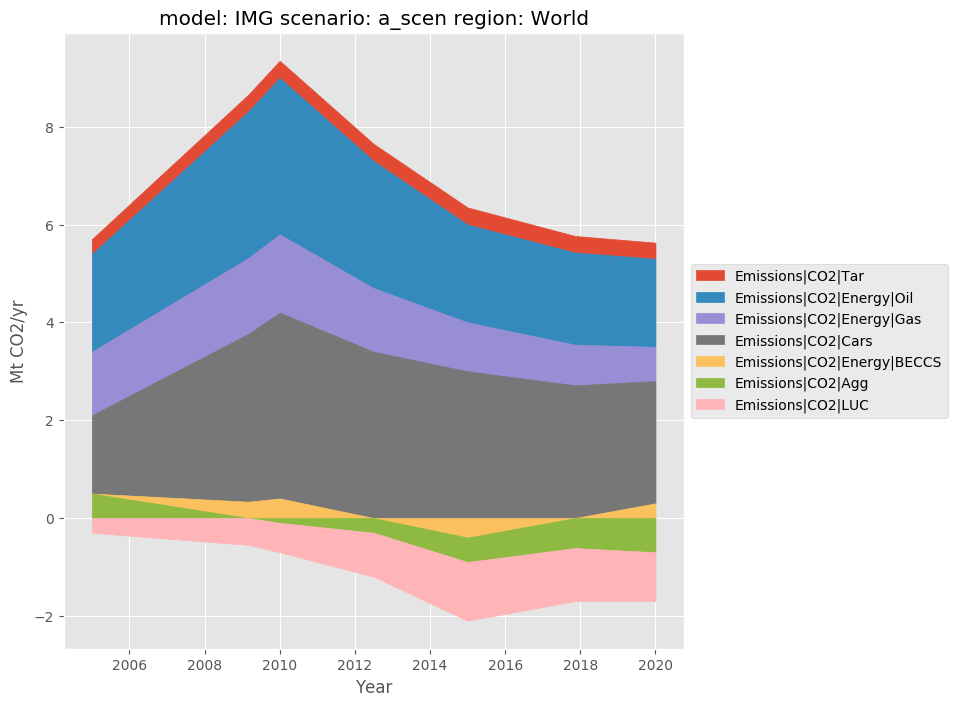 model: IMG scenario: a_scen region: World
Mt CO2/yr
8
6
4
2
0
−2
2006 2008 2010 2012 2014 2016 2018 2020
Year
Emissions|CO2|Tar
Emissions|CO2|Energy|Oil
Emissions|CO2|Energy|Gas
Emissions|CO2|Cars
Emissions|CO2|Energy|BECCS
Emissions|CO2|Agg
Emissions|CO2|LUC